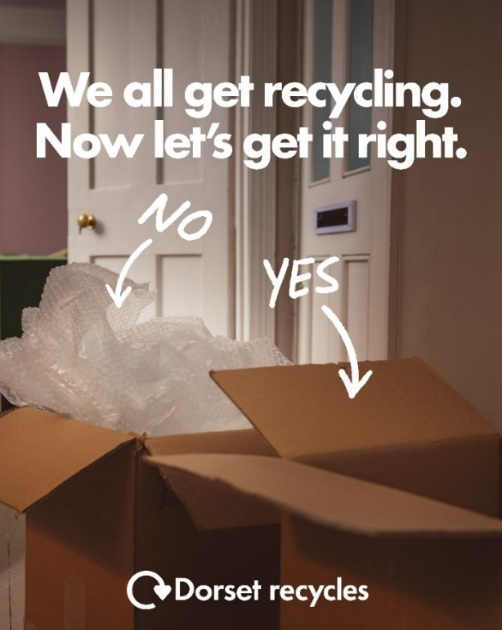 We all get recycling.
Now let's get it right.
NO
YES
Dorset recycles